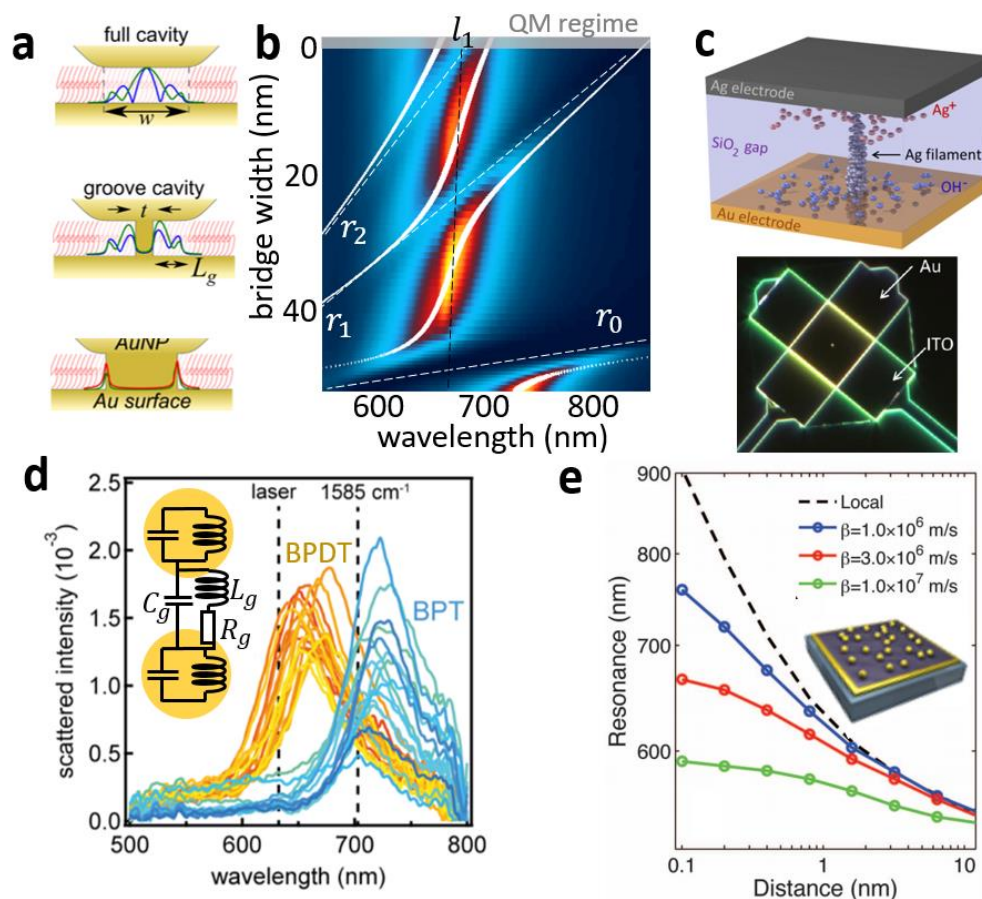 a
full cavity
w
groove cavity
t
L_g
AuNP
Au surface
b
QM regime
l_1
0
20
40
bridge width (nm)
r_2
r_1
r_0
600
700
800
wavelength (nm)
c
Ag electrode
Ag⁺
SiO₂ gap
Ag filament
OH⁻
Au electrode
Au
ITO
d
laser
1585 cm⁻¹
2.5
2.0
1.5
1.0
0.5
0.0
scattered intensity (10⁻³)
BPDT
BPT
C_g
L_g
R_g
500
600
700
800
wavelength (nm)
e
900
800
700
600
Resonance (nm)
Local
β=1.0×10⁶ m/s
β=3.0×10⁶ m/s
β=1.0×10⁷ m/s
0.1
1
10
Distance (nm)